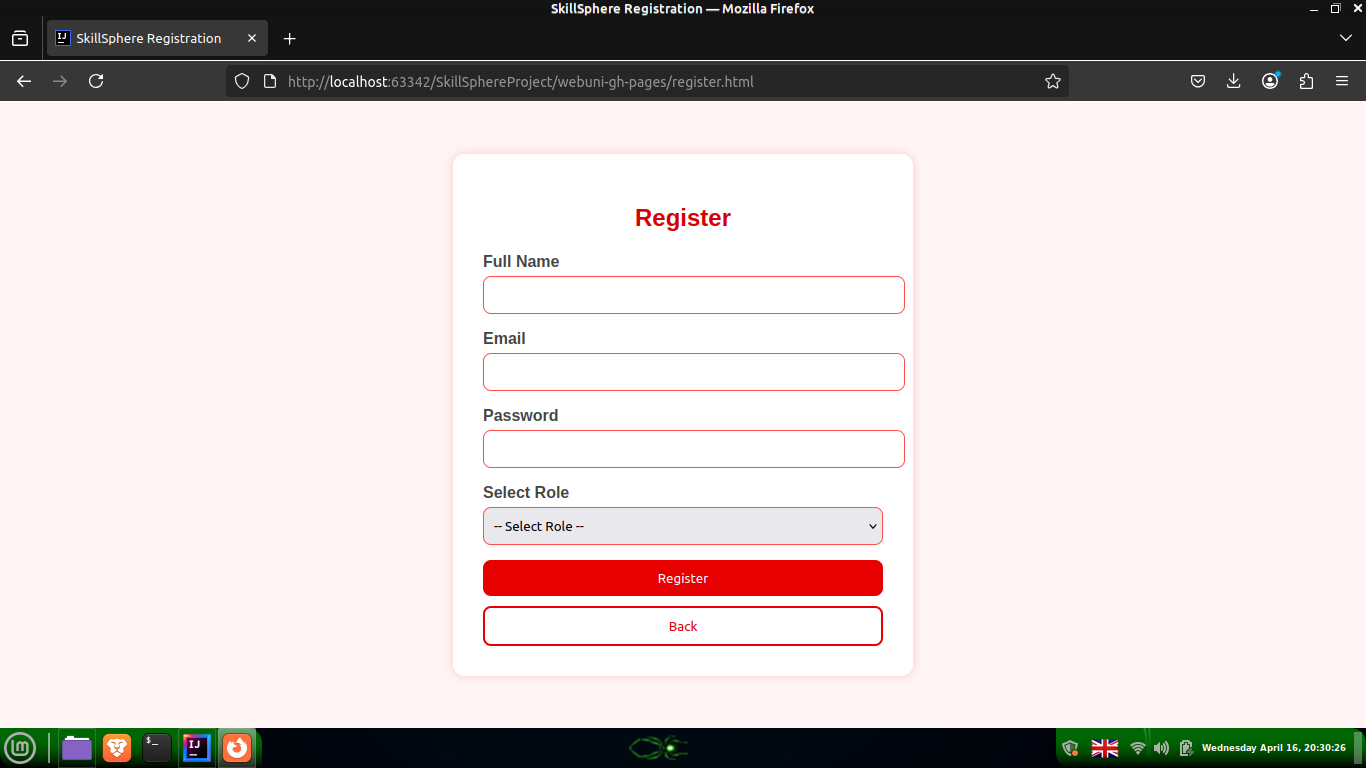 SkillSphere Registration — Mozilla Firefox
SkillSphere Registration
http://localhost:63342/SkillSphereProject/webuni-gh-pages/register.html
Register
Full Name
Email
Password
Select Role
-- Select Role --
Register
Back
Wednesday April 16, 20:30:26